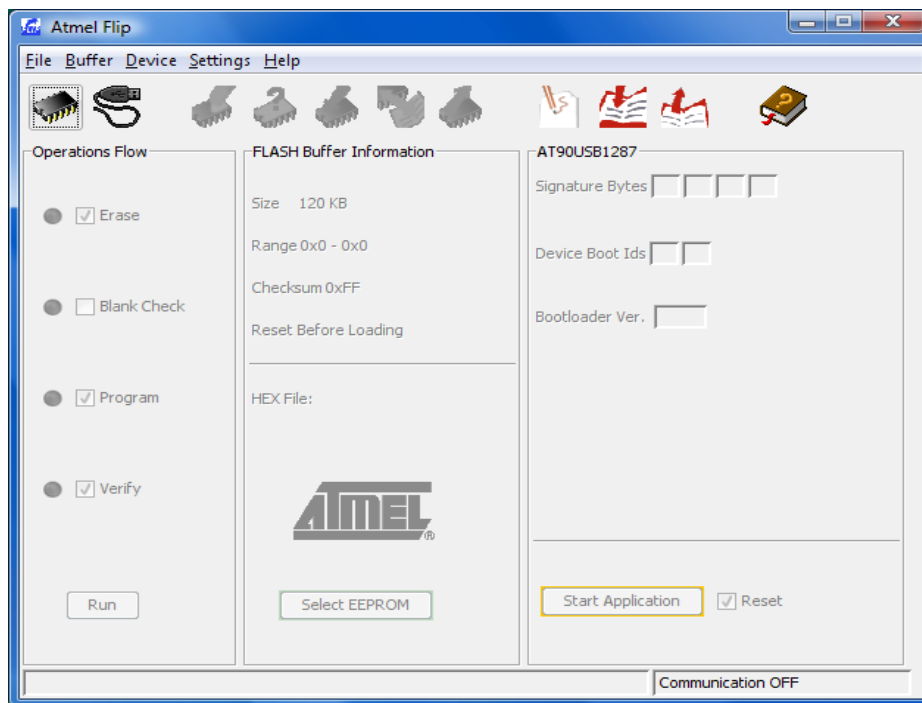 Atmel Flip
File Buffer Device Settings Help
Operations Flow
Erase
Blank Check
Program
Verify
Run
FLASH Buffer Information
Size 120 KB
Range 0x0 - 0x0
Checksum 0xFF
Reset Before Loading
HEX File:
ATMEL®
Select EEPROM
AT90USB1287
Signature Bytes
Device Boot Ids
Bootloader Ver.
Start Application
Reset
Communication OFF